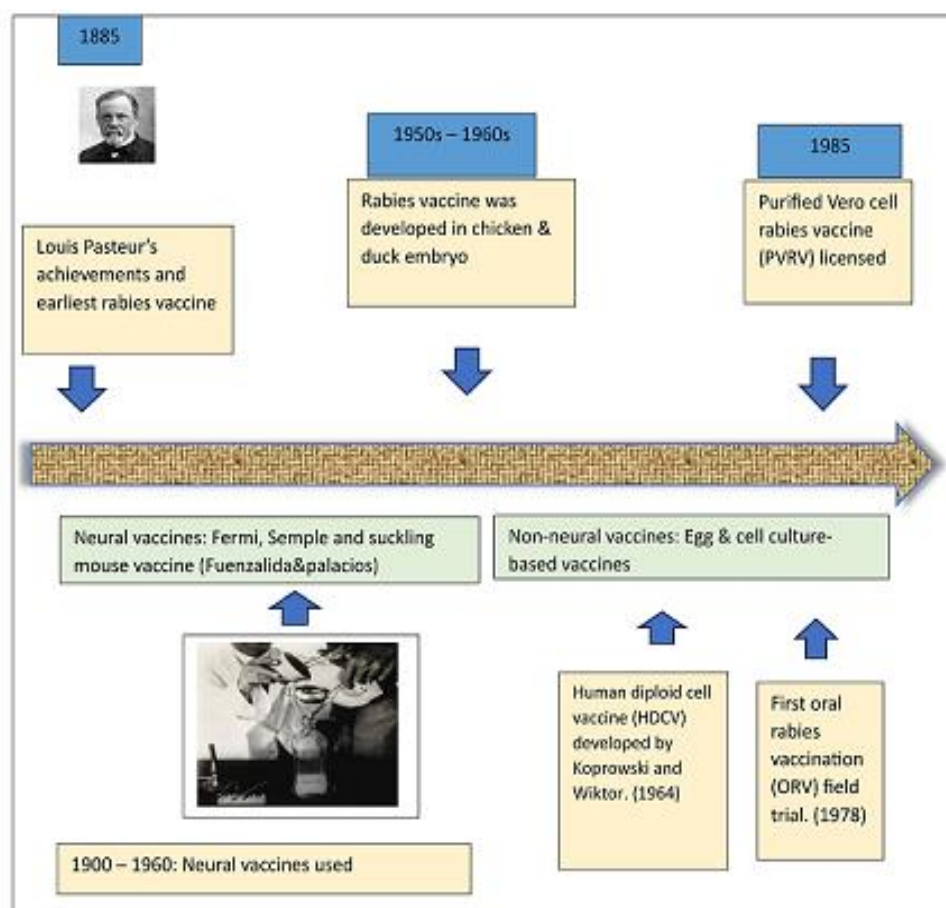 1885
Louis Pasteur's
achievements and
earliest rabies vaccine
1950s – 1960s
Rabies vaccine was
developed in chicken &
duck embryo
1985
Purified Vero cell
rabies vaccine
(PVRV) licensed
Neural vaccines: Fermi, Semple and suckling
mouse vaccine (Fuenzalida&palacios)
Non-neural vaccines: Egg & cell culture-
based vaccines
1900 – 1960: Neural vaccines used
Human diploid cell
vaccine (HDCV)
developed by
Koprowski and
Wiktor. (1964)
First oral
rabies
vaccination
(ORV) field
trial. (1978)